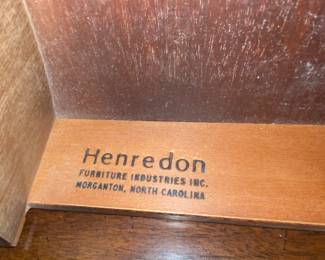 Henredon
FURNITURE INDUSTRIES INC.
MORGANTON, NORTH CAROLINA